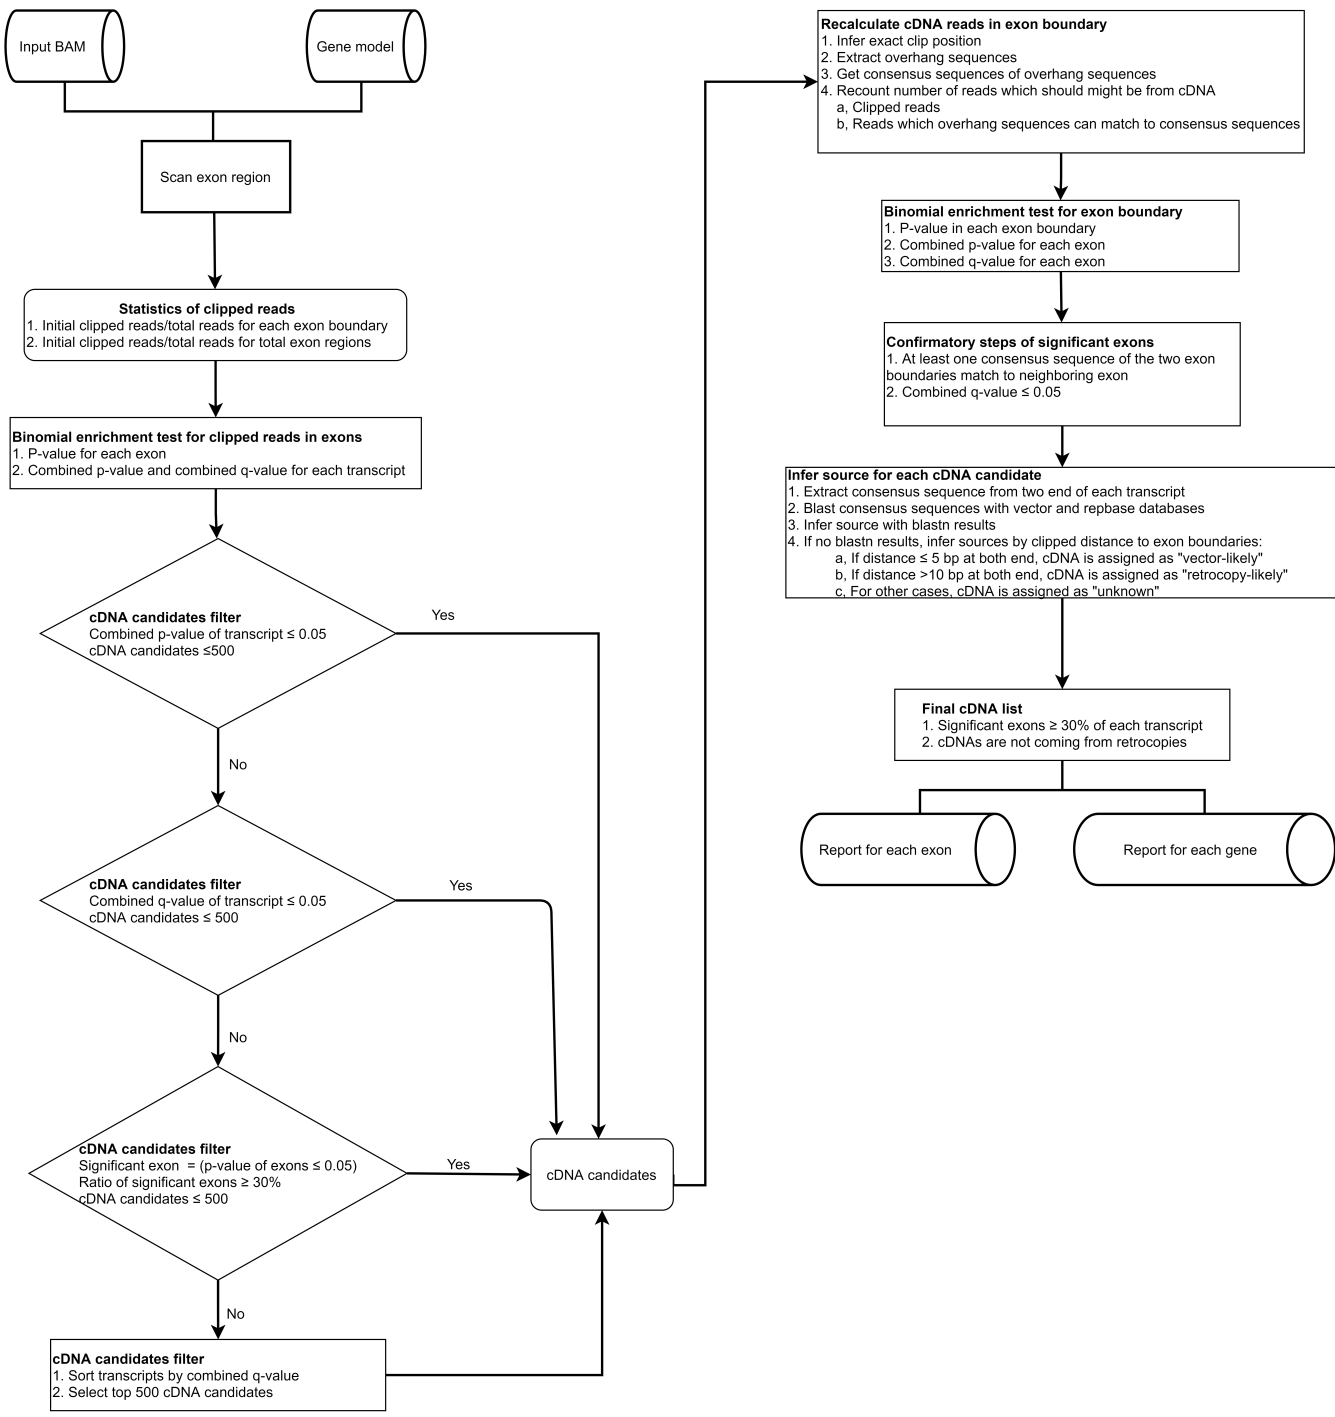 Input BAM
Gene model
Scan exon region
Statistics of clipped reads
1. Initial clipped reads/total reads for each exon boundary
2. Initial clipped reads/total reads for total exon regions
Binomial enrichment test for clipped reads in exons
1. P-value for each exon
2. Combined p-value and combined q-value for each transcript
cDNA candidates filter
Combined p-value of transcript ≤ 0.05
cDNA candidates ≤500
Yes
No
cDNA candidates filter
Combined q-value of transcript ≤ 0.05
cDNA candidates ≤ 500
Yes
No
cDNA candidates filter
Significant exon = (p-value of exons ≤ 0.05)
Ratio of significant exons ≥ 30%
cDNA candidates ≤ 500
Yes
No
cDNA candidates filter
1. Sort transcripts by combined q-value
2. Select top 500 cDNA candidates
cDNA candidates
Recalculate cDNA reads in exon boundary
1. Infer exact clip position
2. Extract overhang sequences
3. Get consensus sequences of overhang sequences
4. Recount number of reads which should might be from cDNA
a, Clipped reads
b, Reads which overhang sequences can match to consensus sequences
Binomial enrichment test for exon boundary
1. P-value in each exon boundary
2. Combined p-value for each exon
3. Combined q-value for each exon
Confirmatory steps of significant exons
1. At least one consensus sequence of the two exon
boundaries match to neighboring exon
2. Combined q-value ≤ 0.05
Infer source for each cDNA candidate
1. Extract consensus sequence from two end of each transcript
2. Blast consensus sequences with vector and repbase databases
3. Infer source with blastn results
4. If no blastn results, infer sources by clipped distance to exon boundaries:
a, If distance ≤ 5 bp at both end, cDNA is assigned as "vector-likely"
b, If distance >10 bp at both end, cDNA is assigned as "retrocopy-likely"
c, For other cases, cDNA is assigned as "unknown"
Final cDNA list
1. Significant exons ≥ 30% of each transcript
2. cDNAs are not coming from retrocopies
Report for each exon
Report for each gene